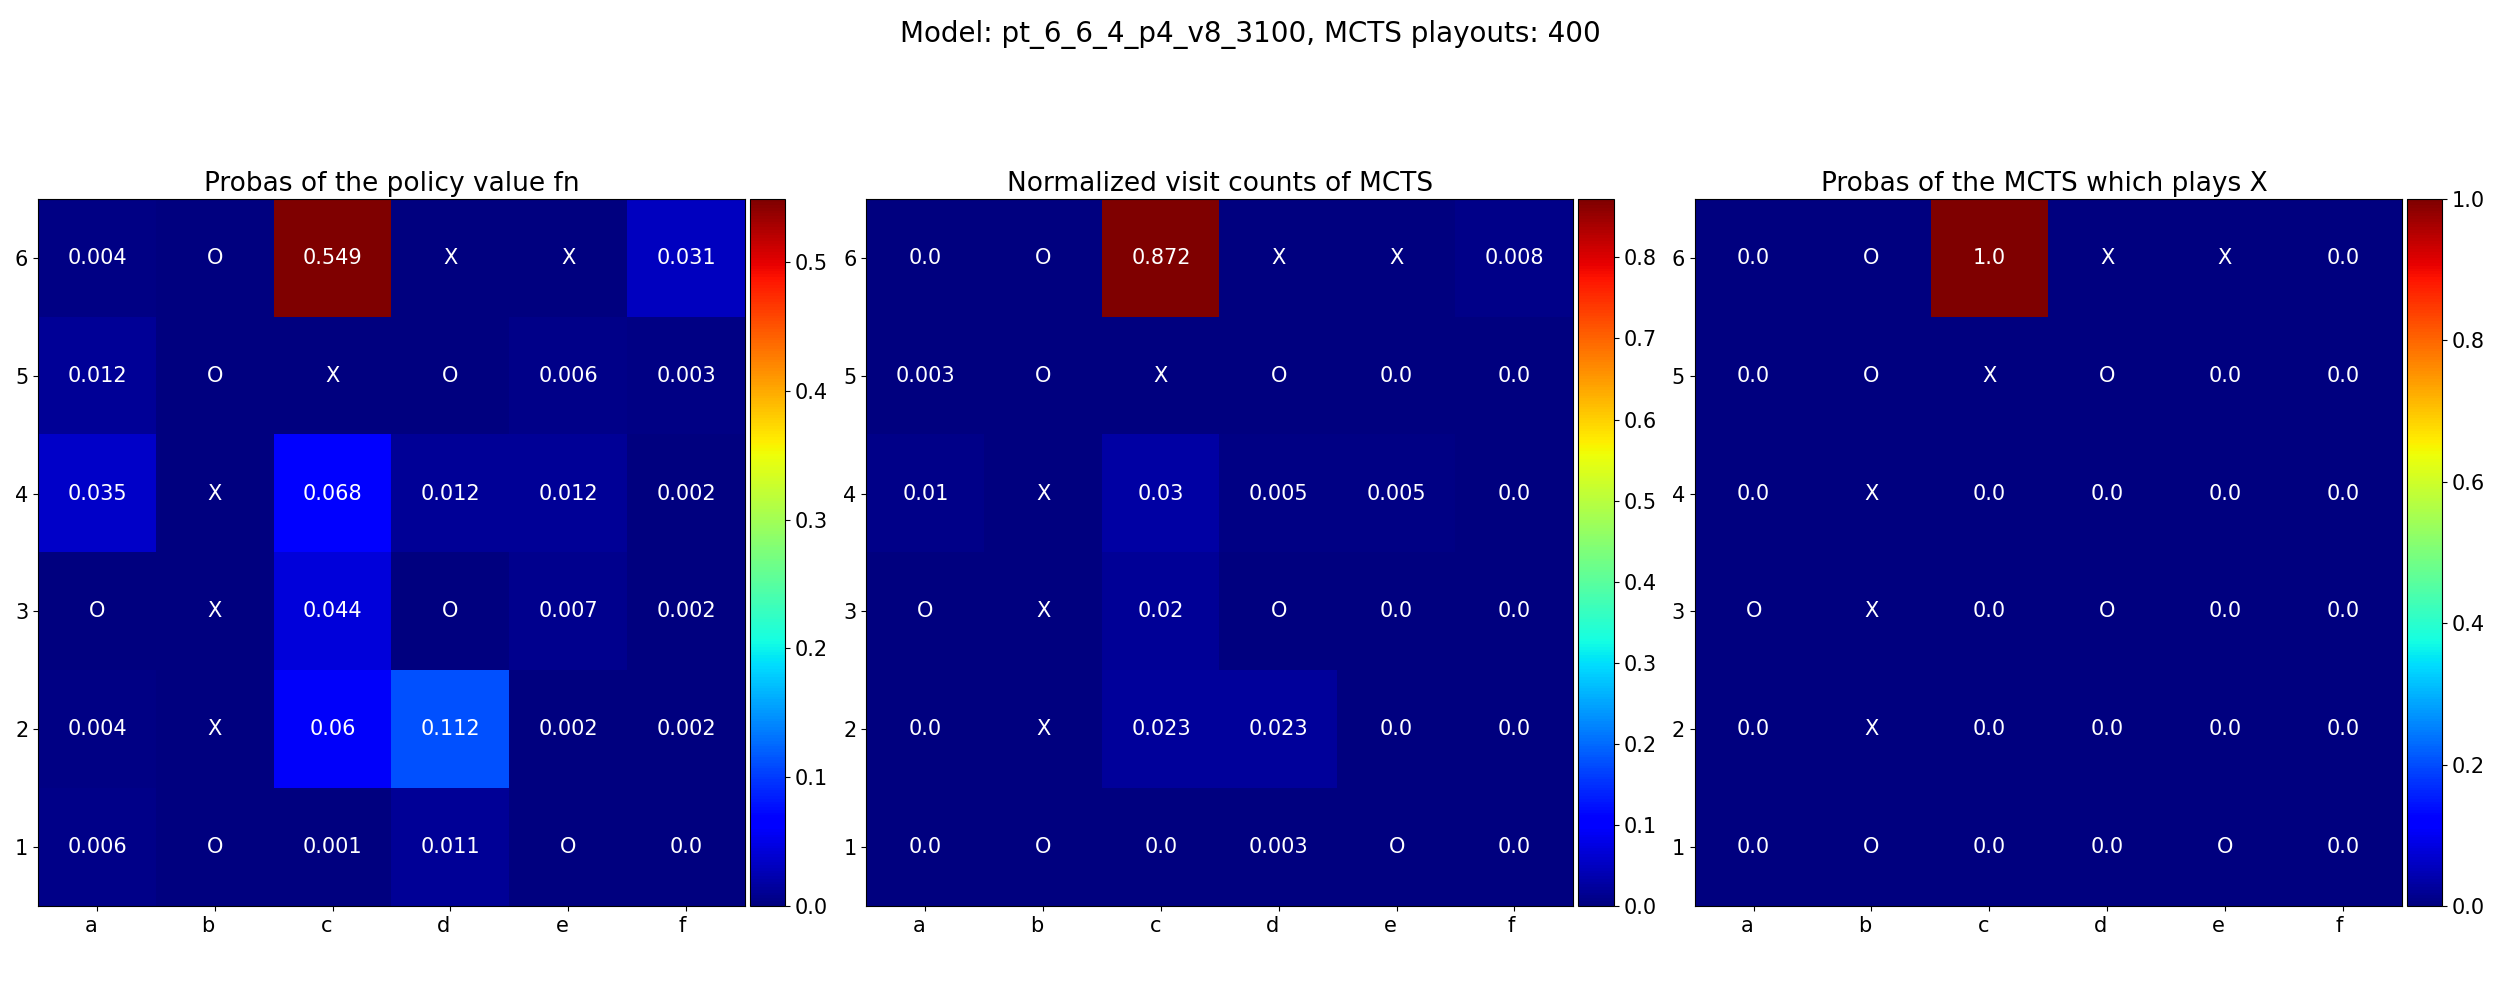 Model: pt_6_6_4_p4_v8_3100, MCTS playouts: 400
Probas of the policy value fn
6 0.004 O 0.549 X X 0.031
5 0.012 O X O 0.006 0.003
4 0.035 X 0.068 0.012 0.012 0.002
3 O X 0.044 O 0.007 0.002
2 0.004 X 0.06 0.112 0.002 0.002
1 0.006 O 0.001 0.011 O 0.0
a b c d e f
0.5
0.4
0.3
0.2
0.1
0.0
Normalized visit counts of MCTS
6 0.0 O 0.872 X X 0.008
5 0.003 O X O 0.0 0.0
4 0.01 X 0.03 0.005 0.005 0.0
3 O X 0.02 O 0.0 0.0
2 0.0 X 0.023 0.023 0.0 0.0
1 0.0 O 0.0 0.003 O 0.0
a b c d e f
0.8
0.7
0.6
0.5
0.4
0.3
0.2
0.1
0.0
Probas of the MCTS which plays X
6 0.0 O 1.0 X X 0.0
5 0.0 O X O 0.0 0.0
4 0.0 X 0.0 0.0 0.0 0.0
3 O X 0.0 O 0.0 0.0
2 0.0 X 0.0 0.0 0.0 0.0
1 0.0 O 0.0 0.0 O 0.0
a b c d e f
1.0
0.8
0.6
0.4
0.2
0.0